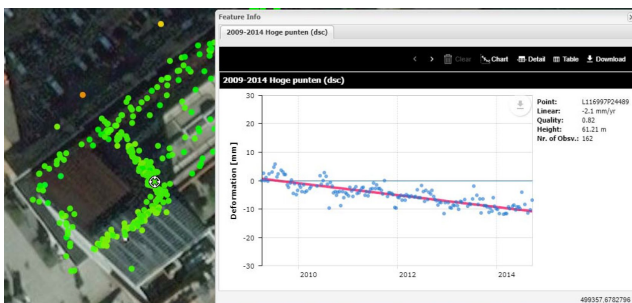 Feature Info
2009-2014 Hoge punten (dsc)
Clear Chart Detail Table Download
2009-2014 Hoge punten (dsc)
Point: L116997P24489
Linear: -2.1 mm/yr
Quality: 0.82
Height: 61.21 m
Nr. of Obsv.: 162
Deformation [mm]
30
20
10
0
-10
-20
-30
2010 2012 2014
499357,6782796